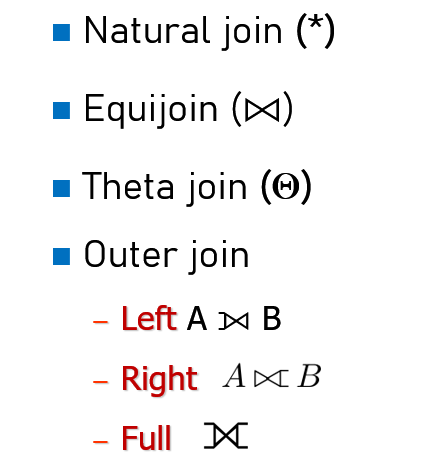 ■ Natural join (*)
■ Equijoin (⋈)
■ Theta join (Θ)
■ Outer join
– Left A ⟕ B
– Right A ⟖ B
– Full ⟗